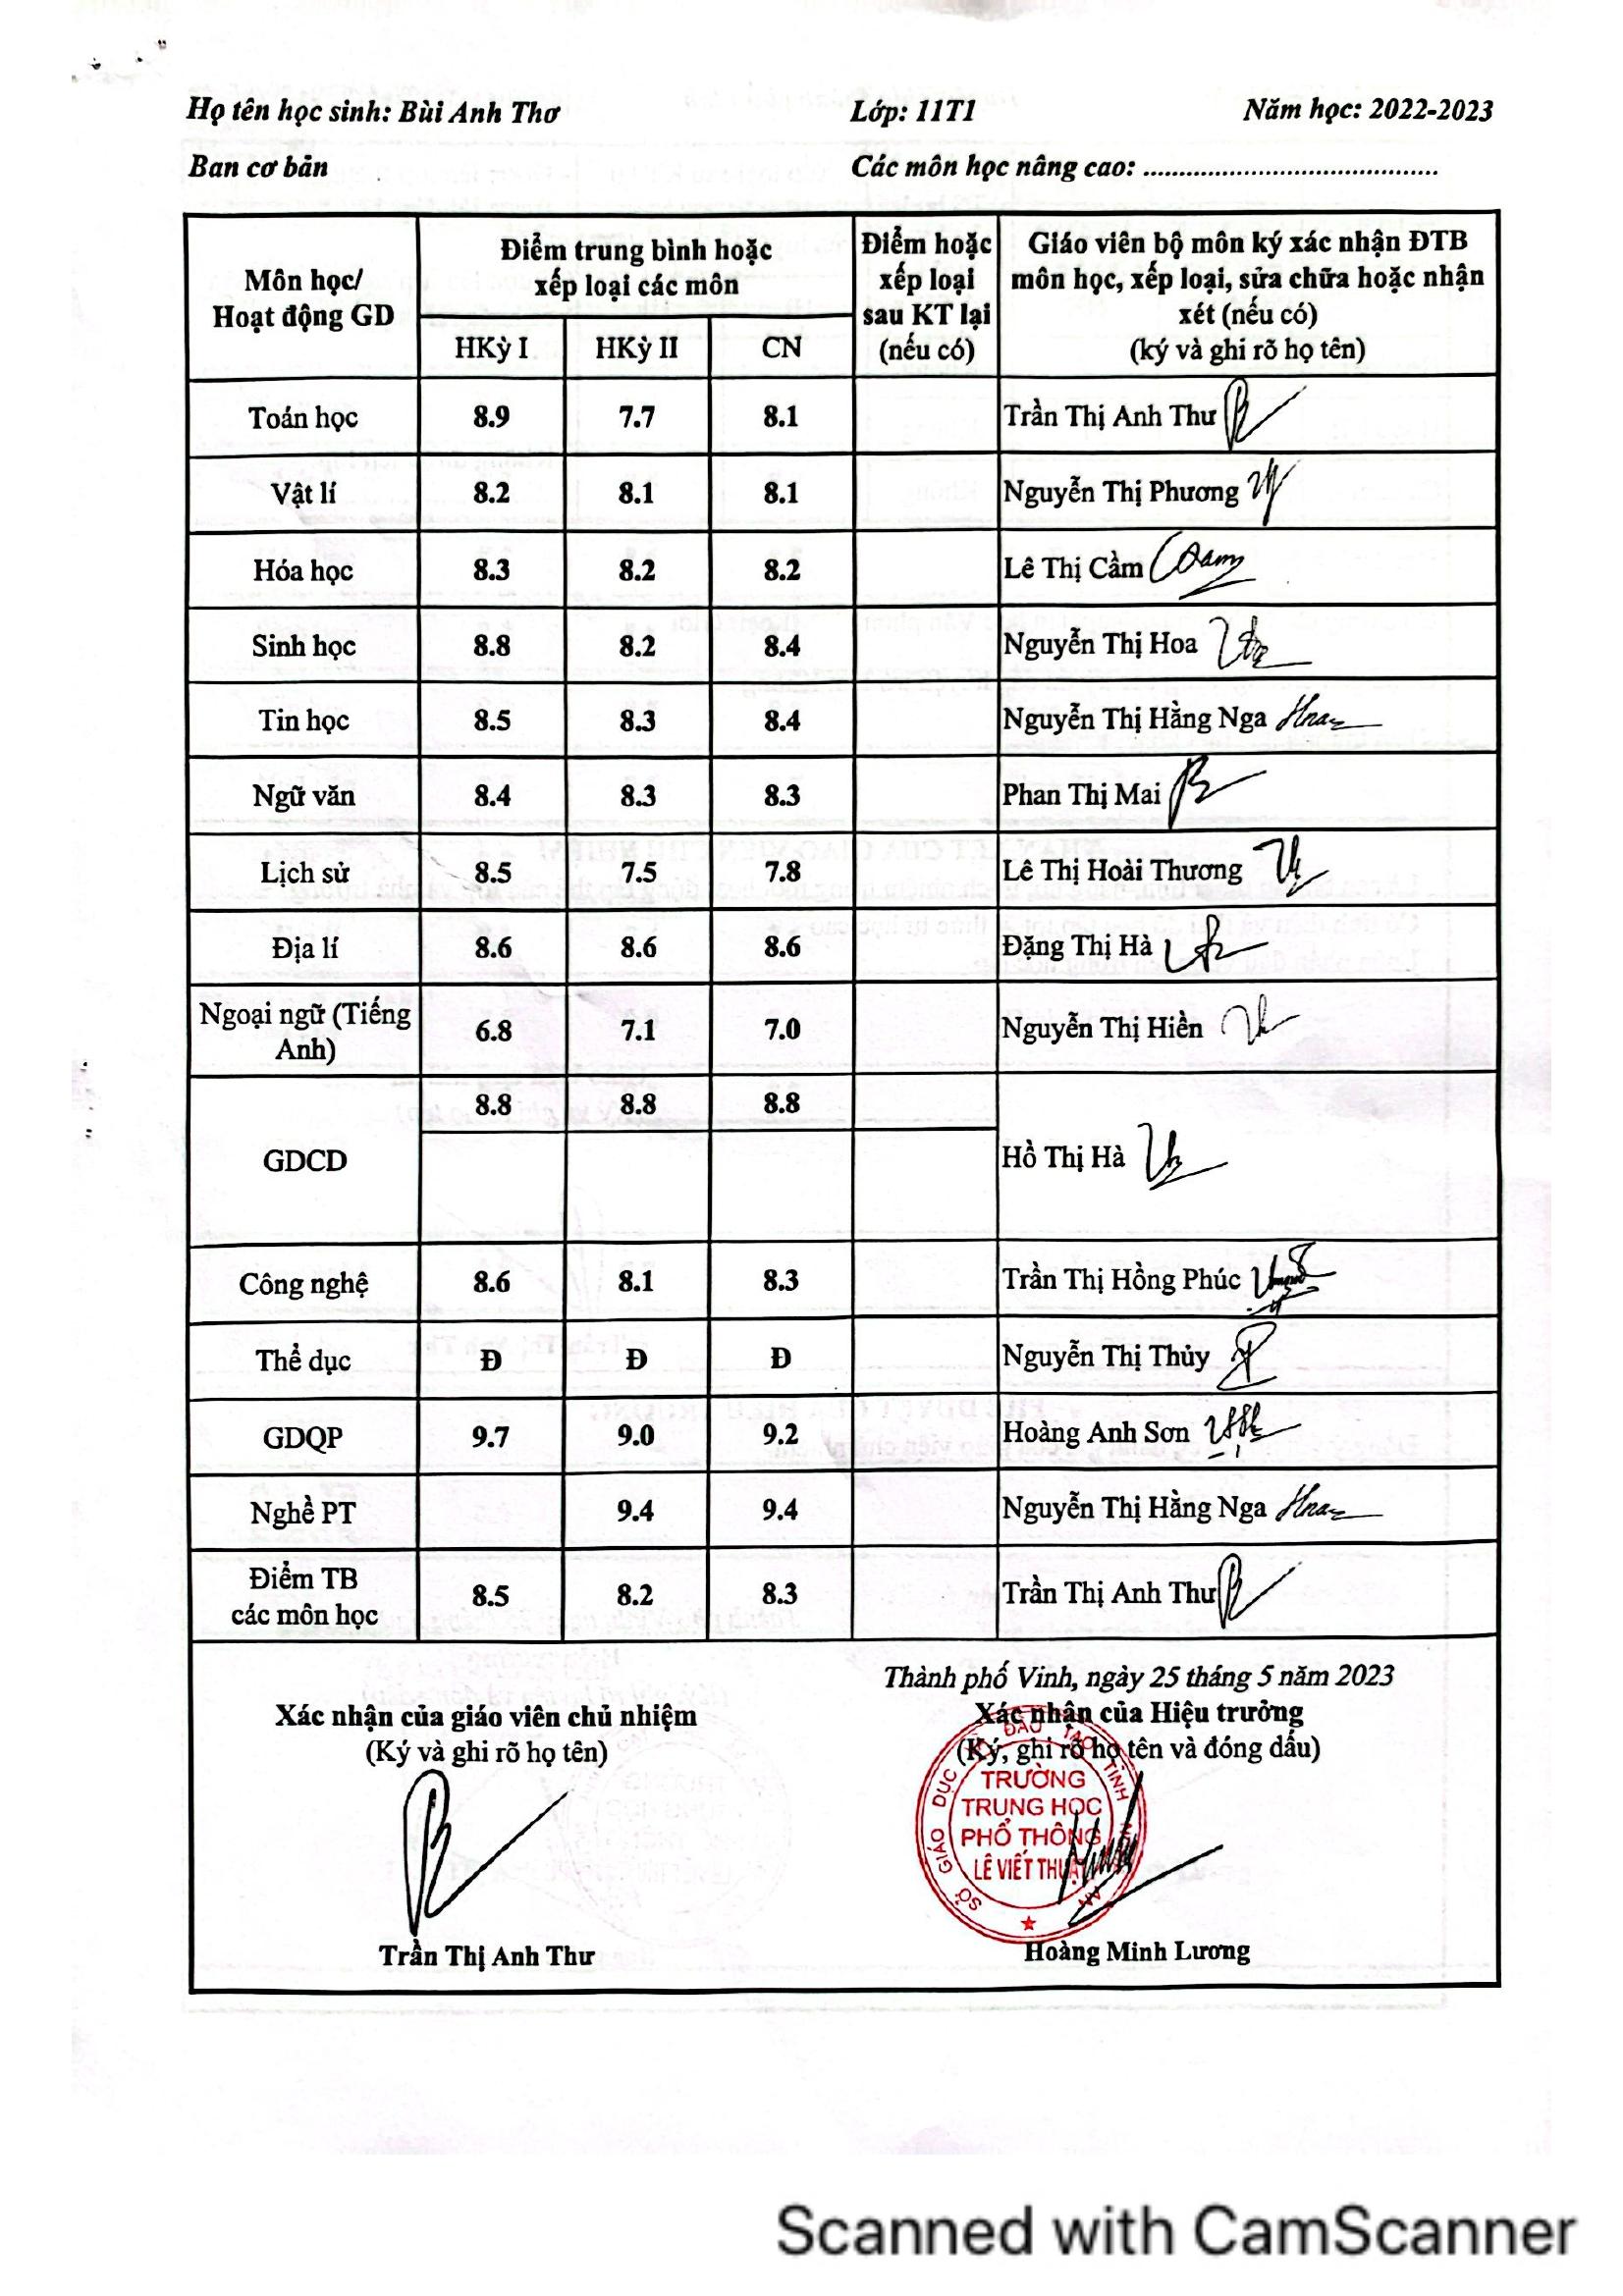 Họ tên học sinh: Bùi Anh Thơ Lớp: 11T1 Năm học: 2022-2023
Ban cơ bản Các môn học nâng cao: ........................................
Môn học/ Hoạt động GD Điểm trung bình hoặc xếp loại các môn Điểm hoặc xếp loại sau KT lại (nếu có) Giáo viên bộ môn ký xác nhận ĐTB môn học, xếp loại, sửa chữa hoặc nhận xét (nếu có) (ký và ghi rõ họ tên)
HKỳ I HKỳ II CN
Toán học 8.9 7.7 8.1 Trần Thị Anh Thư
Vật lí 8.2 8.1 8.1 Nguyễn Thị Phương
Hóa học 8.3 8.2 8.2 Lê Thị Cầm
Sinh học 8.8 8.2 8.4 Nguyễn Thị Hoa
Tin học 8.5 8.3 8.4 Nguyễn Thị Hằng Nga
Ngữ văn 8.4 8.3 8.3 Phan Thị Mai
Lịch sử 8.5 7.5 7.8 Lê Thị Hoài Thương
Địa lí 8.6 8.6 8.6 Đặng Thị Hà
Ngoại ngữ (Tiếng Anh) 6.8 7.1 7.0 Nguyễn Thị Hiền
GDCD 8.8 8.8 8.8 Hồ Thị Hà
Công nghệ 8.6 8.1 8.3 Trần Thị Hồng Phúc
Thể dục Đ Đ Đ Nguyễn Thị Thủy
GDQP 9.7 9.0 9.2 Hoàng Anh Sơn
Nghề PT 9.4 9.4 Nguyễn Thị Hằng Nga
Điểm TB các môn học 8.5 8.2 8.3 Trần Thị Anh Thư
Thành phố Vinh, ngày 25 tháng 5 năm 2023
Xác nhận của giáo viên chủ nhiệm
(Ký và ghi rõ họ tên)
Trần Thị Anh Thư
Xác nhận của Hiệu trưởng
(Ký, ghi rõ họ tên và đóng dấu)
TRƯỜNG
TRUNG HỌC
PHỔ THÔNG
LÊ VIẾT THUẬT
Hoàng Minh Lương
Scanned with CamScanner